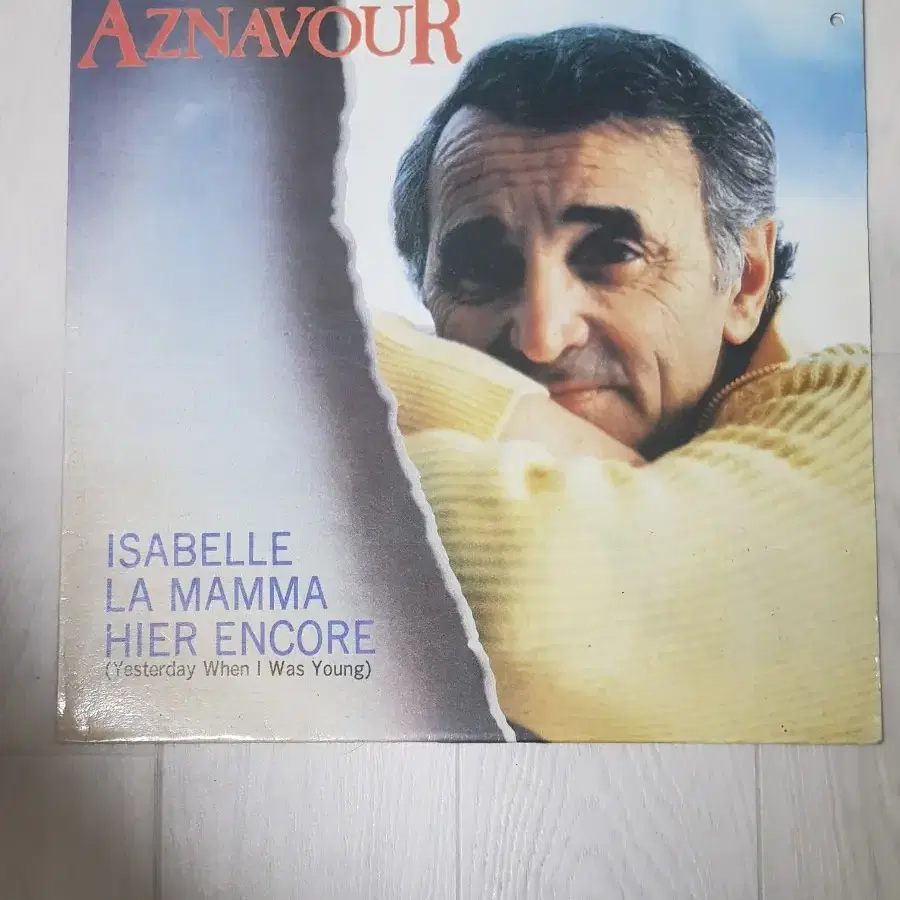 AZNAVOUR
ISABELLE
LA MAMMA
HIER ENCORE
(Yesterday When I Was Young)